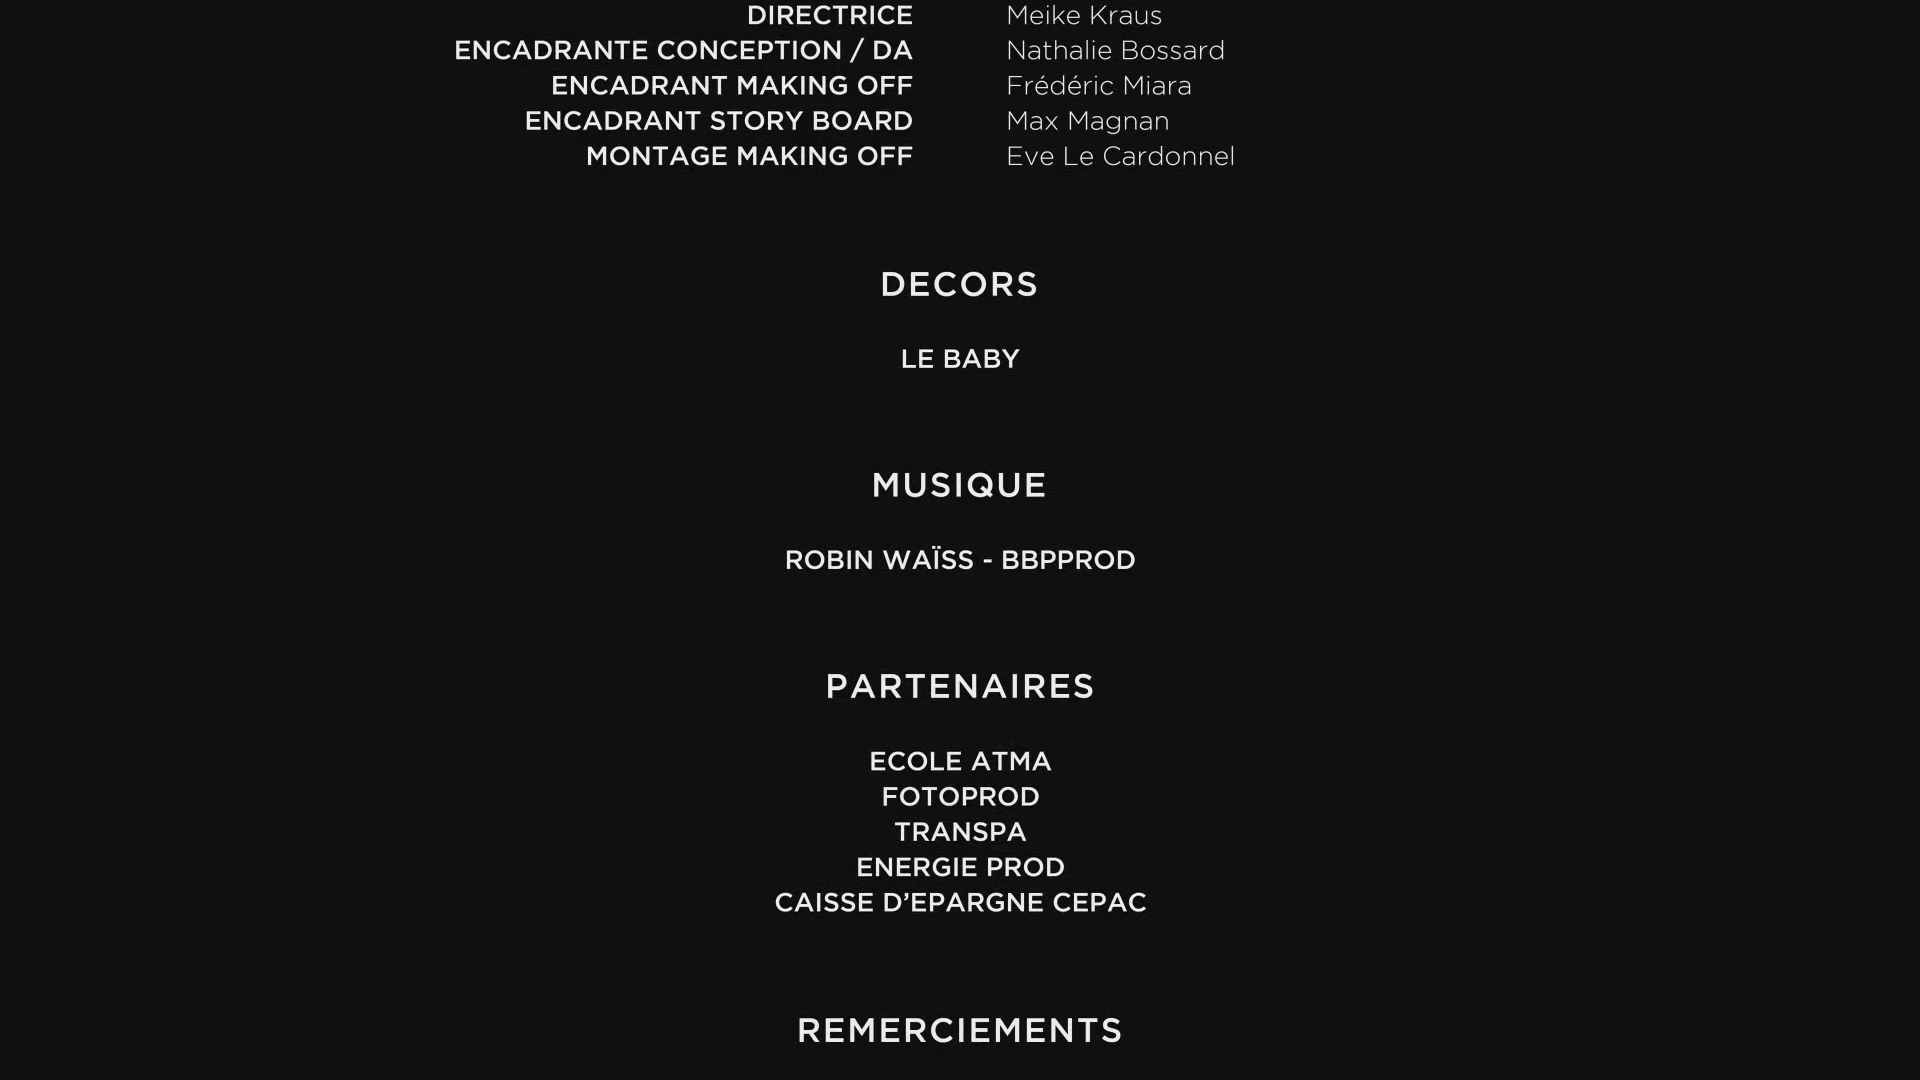 DIRECTRICE Meike Kraus
ENCADRANTE CONCEPTION / DA Nathalie Bossard
ENCADRANT MAKING OFF Frédéric Miara
ENCADRANT STORY BOARD Max Magnan
MONTAGE MAKING OFF Eve Le Cardonnel
DECORS
LE BABY
MUSIQUE
ROBIN WAÏSS - BBPPROD
PARTENAIRES
ECOLE ATMA
FOTOPROD
TRANSPA
ENERGIE PROD
CAISSE D’EPARGNE CEPAC
REMERCIEMENTS